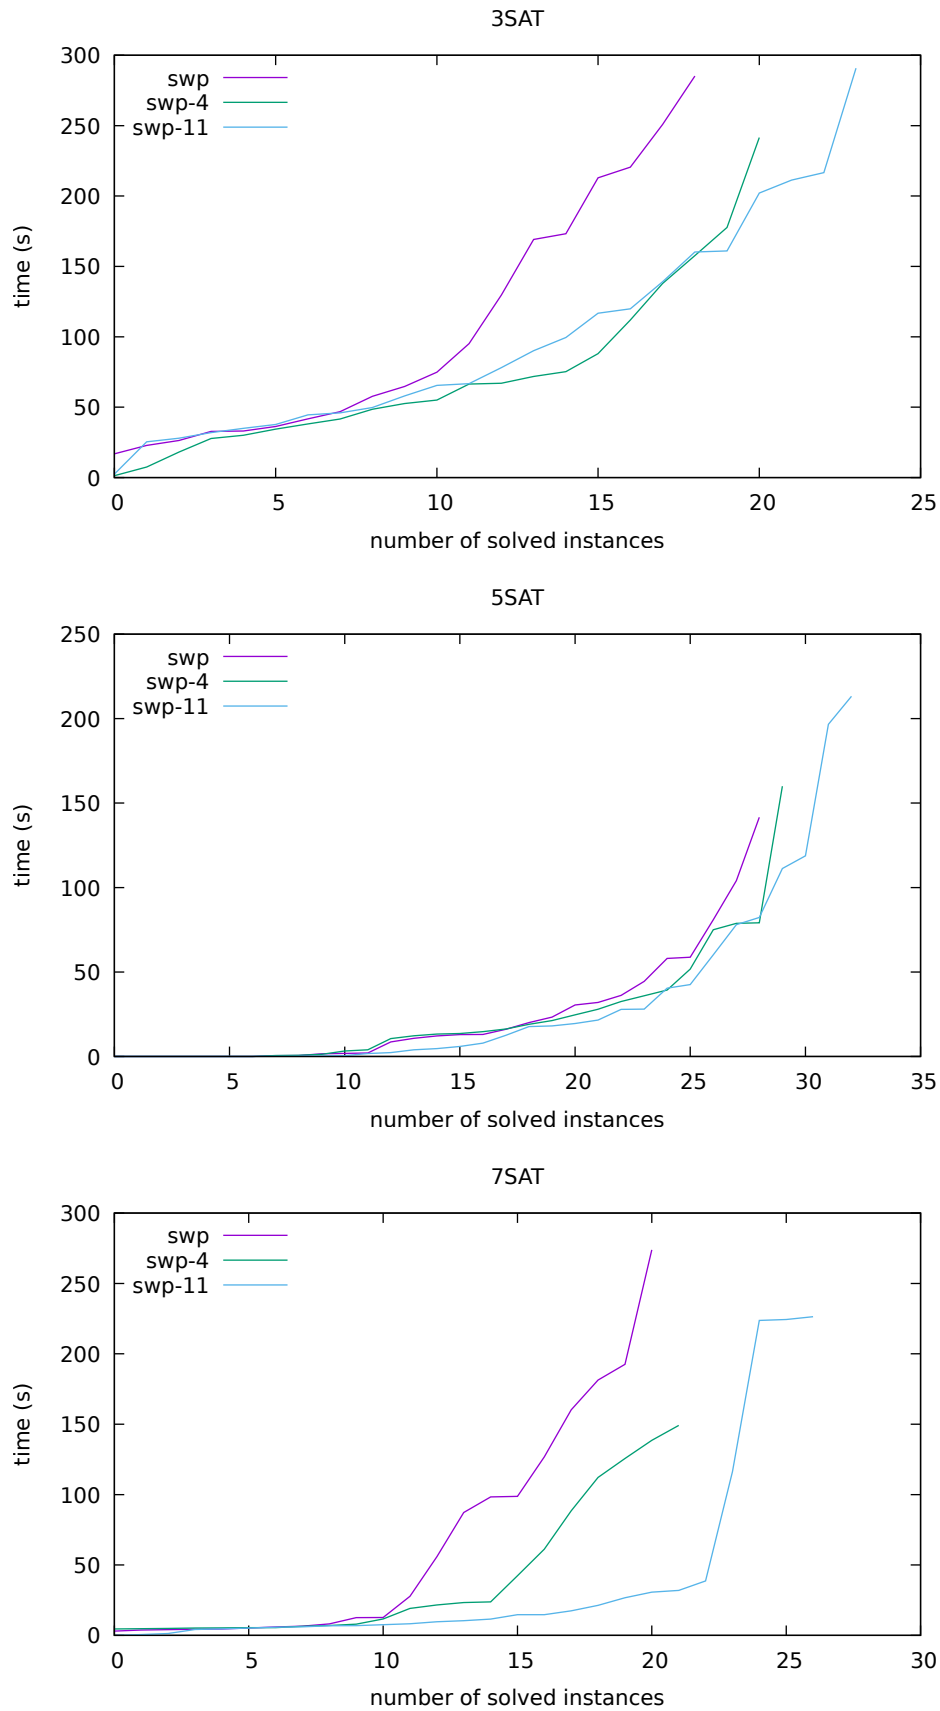 3SAT
300
250
200
150
100
50
0
time (s)
swp
swp-4
swp-11
0 5 10 15 20 25
number of solved instances
5SAT
250
200
150
100
50
0
time (s)
swp
swp-4
swp-11
0 5 10 15 20 25 30 35
number of solved instances
7SAT
300
250
200
150
100
50
0
time (s)
swp
swp-4
swp-11
0 5 10 15 20 25 30
number of solved instances